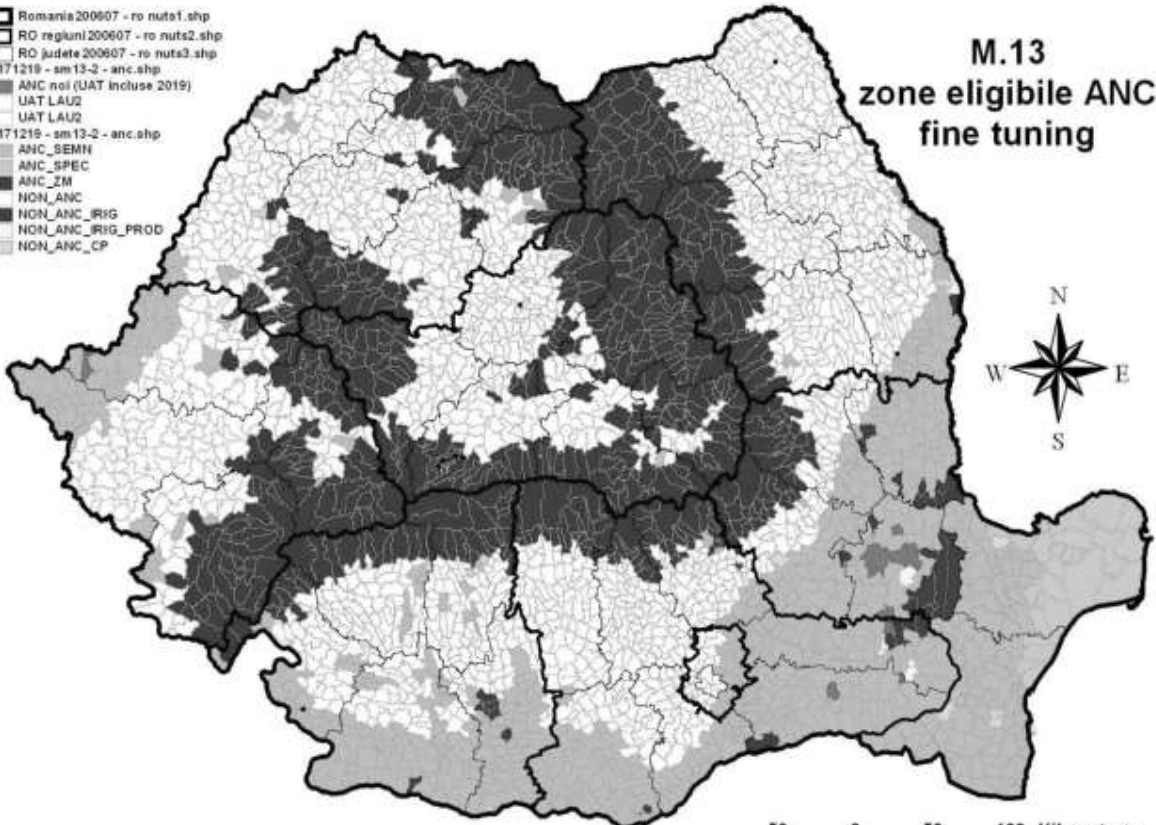 Romania200607 - ro nuts1.shp
RO regiuni200607 - ro nuts2.shp
RO judete200607 - ro nuts3.shp
171219 - sm13-2 - anc.shp
ANC noi (UAT incluse 2019)
UAT LAU2
UAT LAU2
171219 - sm13-2 - anc.shp
ANC_SEMN
ANC_SPEC
ANC_ZM
NON_ANC
NON_ANC_IRIG
NON_ANC_IRIG_PROD
NON_ANC_CP
M.13
zone eligibile ANC
fine tuning
N
W E
S